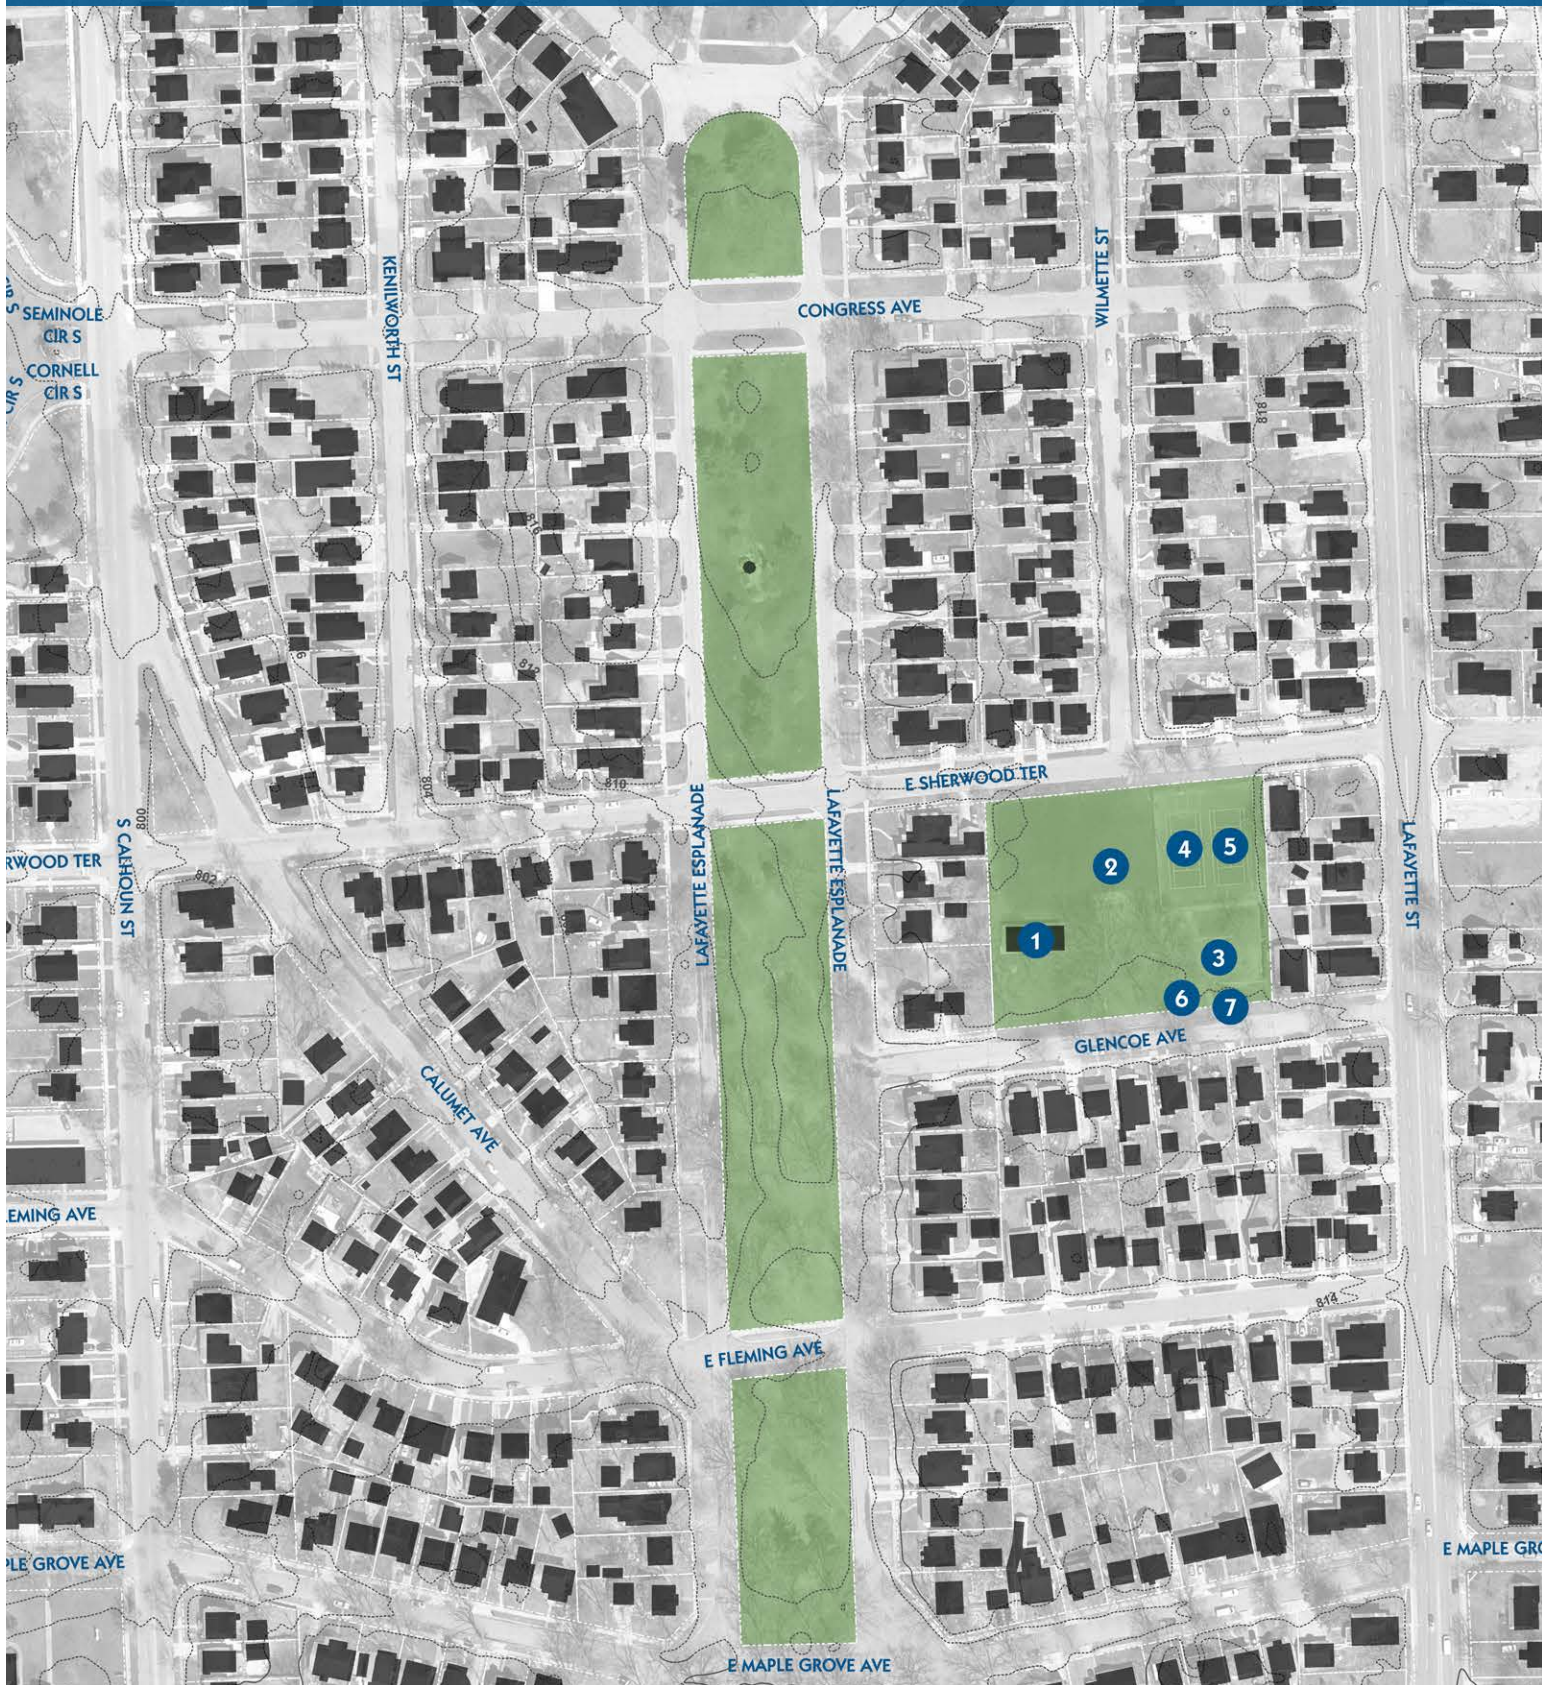 KENILWORTH ST
WILMETTE ST
CONGRESS AVE
SEMINOLE
CIR S
CORNELL
CIR S
CIR S
818
816
812
810
804
800
802
E SHERWOOD TER
LAFAYETTE ESPLANADE
LAFAYETTE ESPLANADE
LAFAYETTE ST
S CALHOUN ST
RWOOD TER
1
2
3
4
5
6
7
GLENCOE AVE
CALUMET AVE
EMING AVE
814
E FLEMING AVE
PLE GROVE AVE
E MAPLE GRO
E MAPLE GROVE AVE